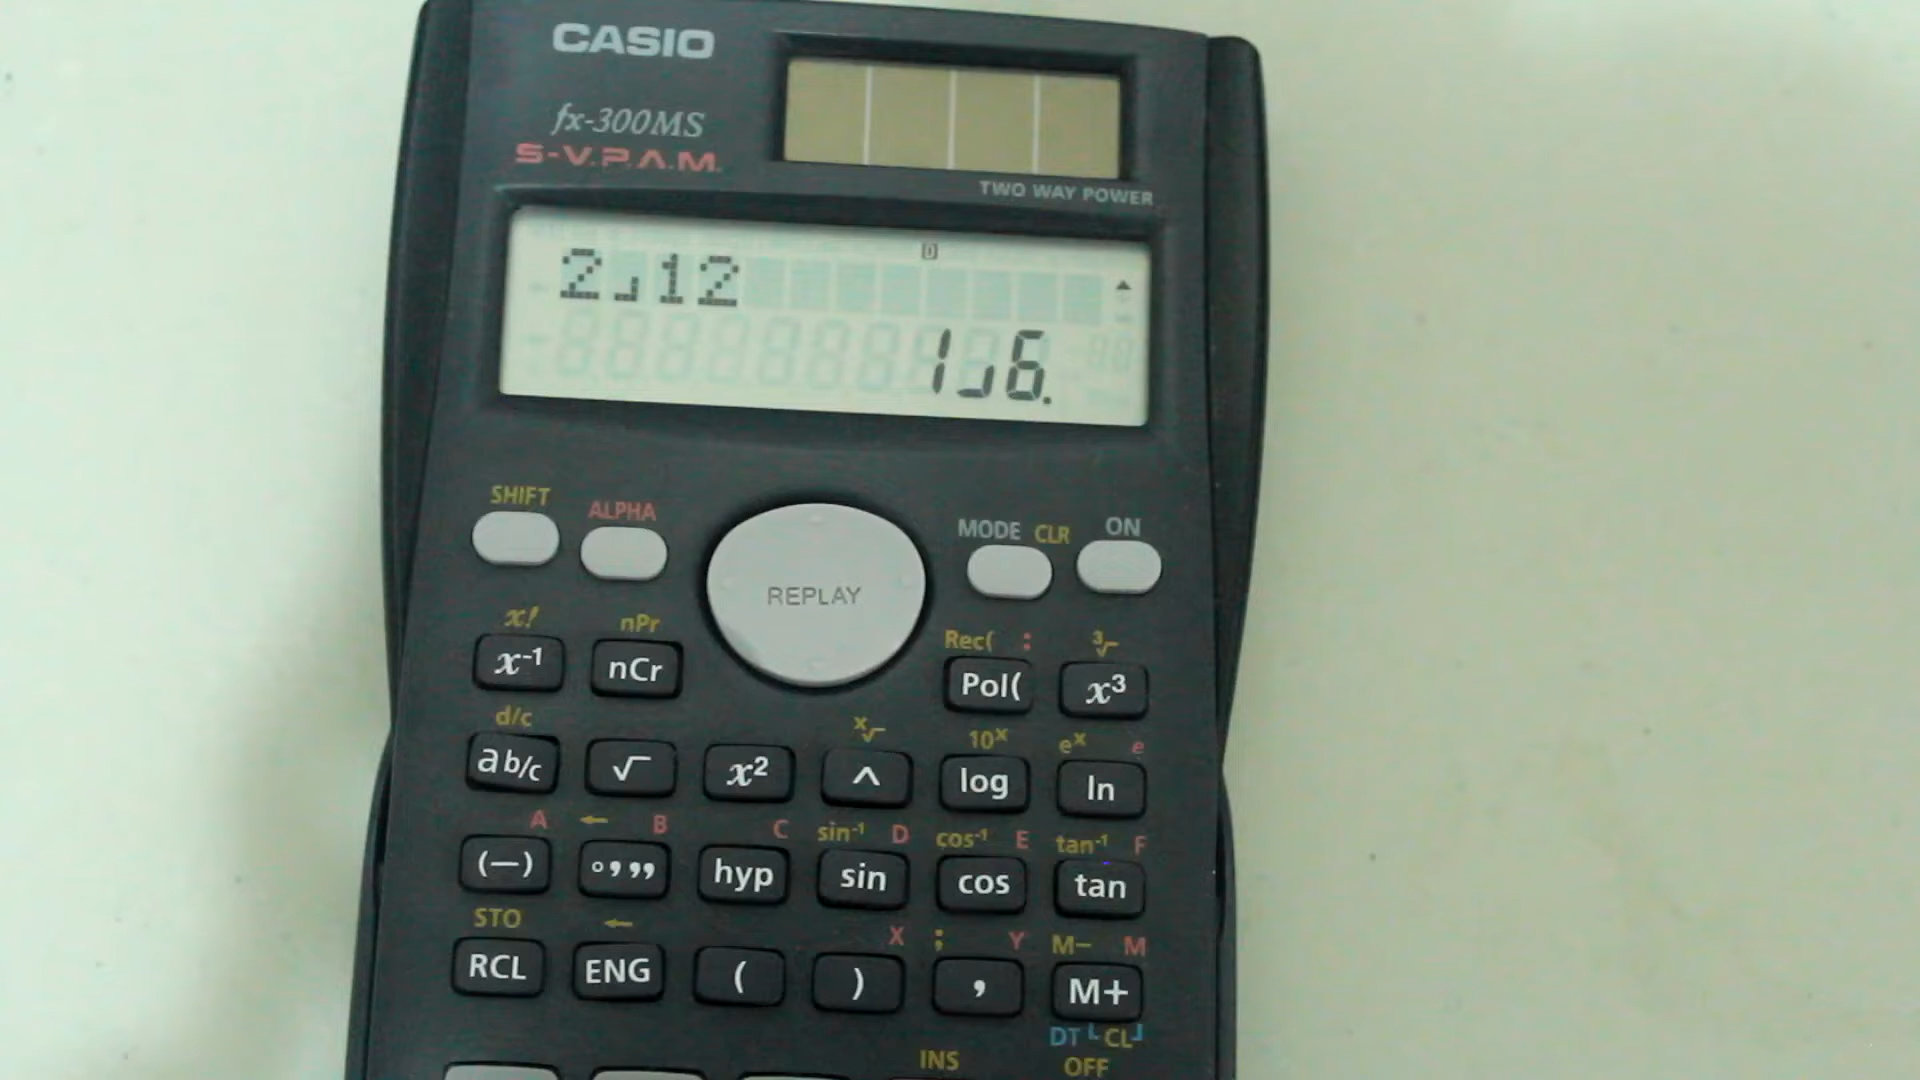 CASIO
fx-300MS
S-V.P.A.M.
TWO WAY POWER
D
2⌟12
1⌟6.
SHIFT ALPHA MODE CLR ON
REPLAY
x! nPr Rec( : ³√
x⁻¹ nCr Pol( x³
d/c ˣ√ 10ˣ eˣ e
ab/c √ x² ^ log ln
A ← B C sin⁻¹ D cos⁻¹ E tan⁻¹ F
(−) °,,, hyp sin cos tan
STO ← X ; Y M− M
RCL ENG ( ) , M+
DT CL
INS OFF